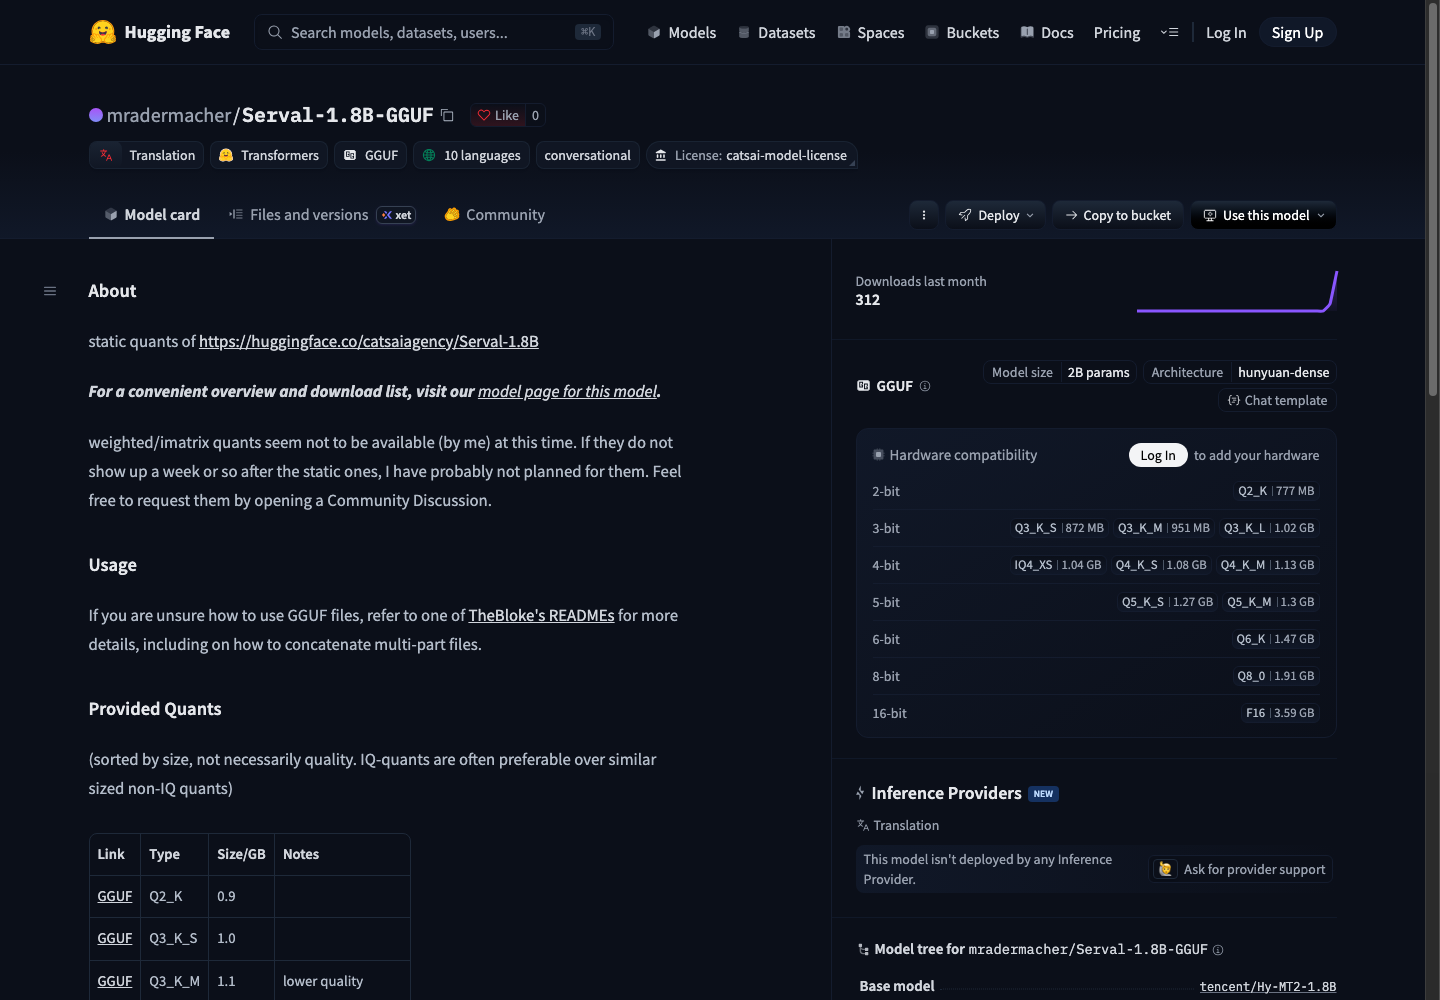 Hugging Face
Search models, datasets, users...
⌘K
Models
Datasets
Spaces
Buckets
Docs
Pricing
Log In
Sign Up
mradermacher/Serval-1.8B-GGUF
Like 0
Translation
Transformers
GGUF
10 languages
conversational
License: catsai-model-license
Model card
Files and versions
xet
Community
Deploy
Copy to bucket
Use this model
About
static quants of https://huggingface.co/catsaiagency/Serval-1.8B
For a convenient overview and download list, visit our model page for this model.
weighted/imatrix quants seem not to be available (by me) at this time. If they do not
show up a week or so after the static ones, I have probably not planned for them. Feel
free to request them by opening a Community Discussion.
Usage
If you are unsure how to use GGUF files, refer to one of TheBloke's READMEs for more
details, including on how to concatenate multi-part files.
Provided Quants
(sorted by size, not necessarily quality. IQ-quants are often preferable over similar
sized non-IQ quants)
Link Type Size/GB Notes
GGUF Q2_K 0.9
GGUF Q3_K_S 1.0
GGUF Q3_K_M 1.1 lower quality
Downloads last month
312
GGUF
Model size 2B params
Architecture hunyuan-dense
Chat template
Hardware compatibility
Log In to add your hardware
2-bit Q2_K 777 MB
3-bit Q3_K_S 872 MB Q3_K_M 951 MB Q3_K_L 1.02 GB
4-bit IQ4_XS 1.04 GB Q4_K_S 1.08 GB Q4_K_M 1.13 GB
5-bit Q5_K_S 1.27 GB Q5_K_M 1.3 GB
6-bit Q6_K 1.47 GB
8-bit Q8_0 1.91 GB
16-bit F16 3.59 GB
Inference Providers NEW
Translation
This model isn't deployed by any Inference
Provider.
Ask for provider support
Model tree for mradermacher/Serval-1.8B-GGUF
Base model tencent/Hy-MT2-1.8B